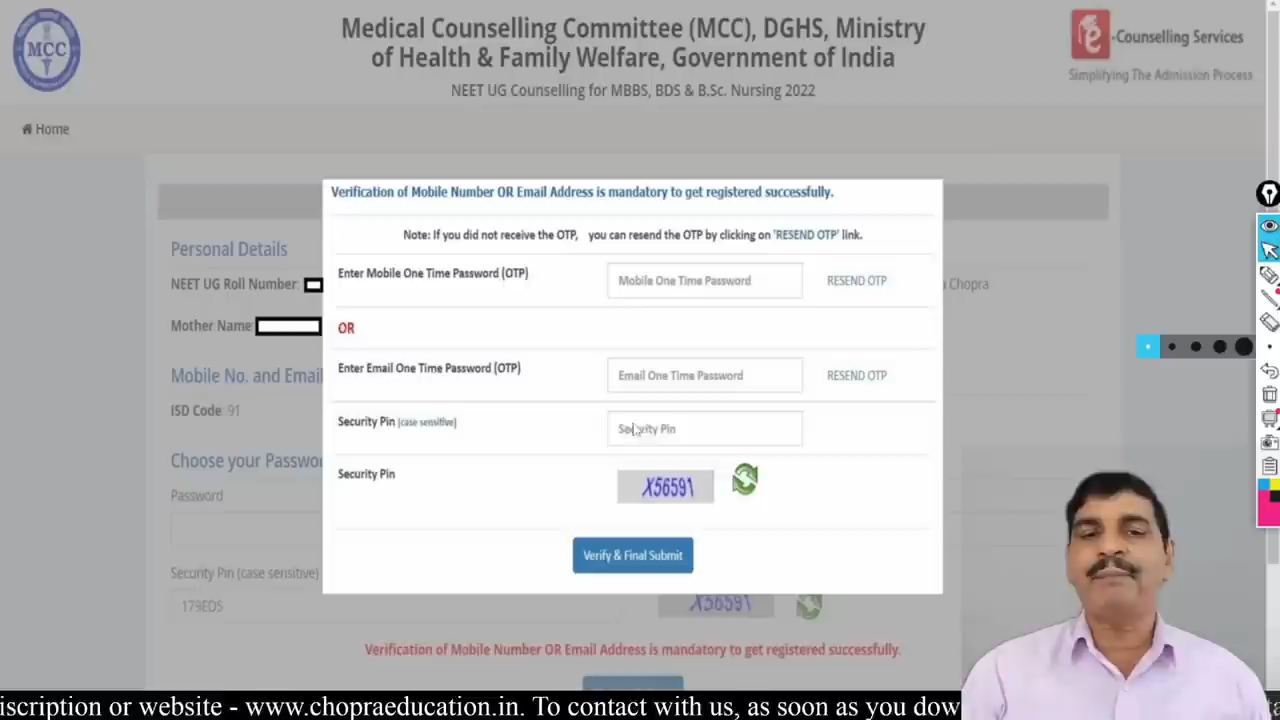 MCC
Medical Counselling Committee (MCC), DGHS, Ministry
of Health & Family Welfare, Government of India
NEET UG Counselling for MBBS, BDS & B.Sc. Nursing 2022
e-Counselling Services
Simplifying The Admission Process
Home
Verification of Mobile Number OR Email Address is mandatory to get registered successfully.
Note: If you did not receive the OTP, you can resend the OTP by clicking on 'RESEND OTP' link.
Enter Mobile One Time Password (OTP)
Mobile One Time Password
RESEND OTP
OR
Enter Email One Time Password (OTP)
Email One Time Password
RESEND OTP
Security Pin (case sensitive)
Security Pin
Security Pin
X56591
Verify & Final Submit
Personal Details
NEET UG Roll Number:
Chopra
Mother Name
Mobile No. and Email
ISD Code: 91
Choose your Passwo
Password
Security Pin (case sensitive)
179EDS
X56591
Verification of Mobile Number OR Email Address is mandatory to get registered successfully.
iscription or website - www.chopraeducation.in. To contact with us, as soon as you dow